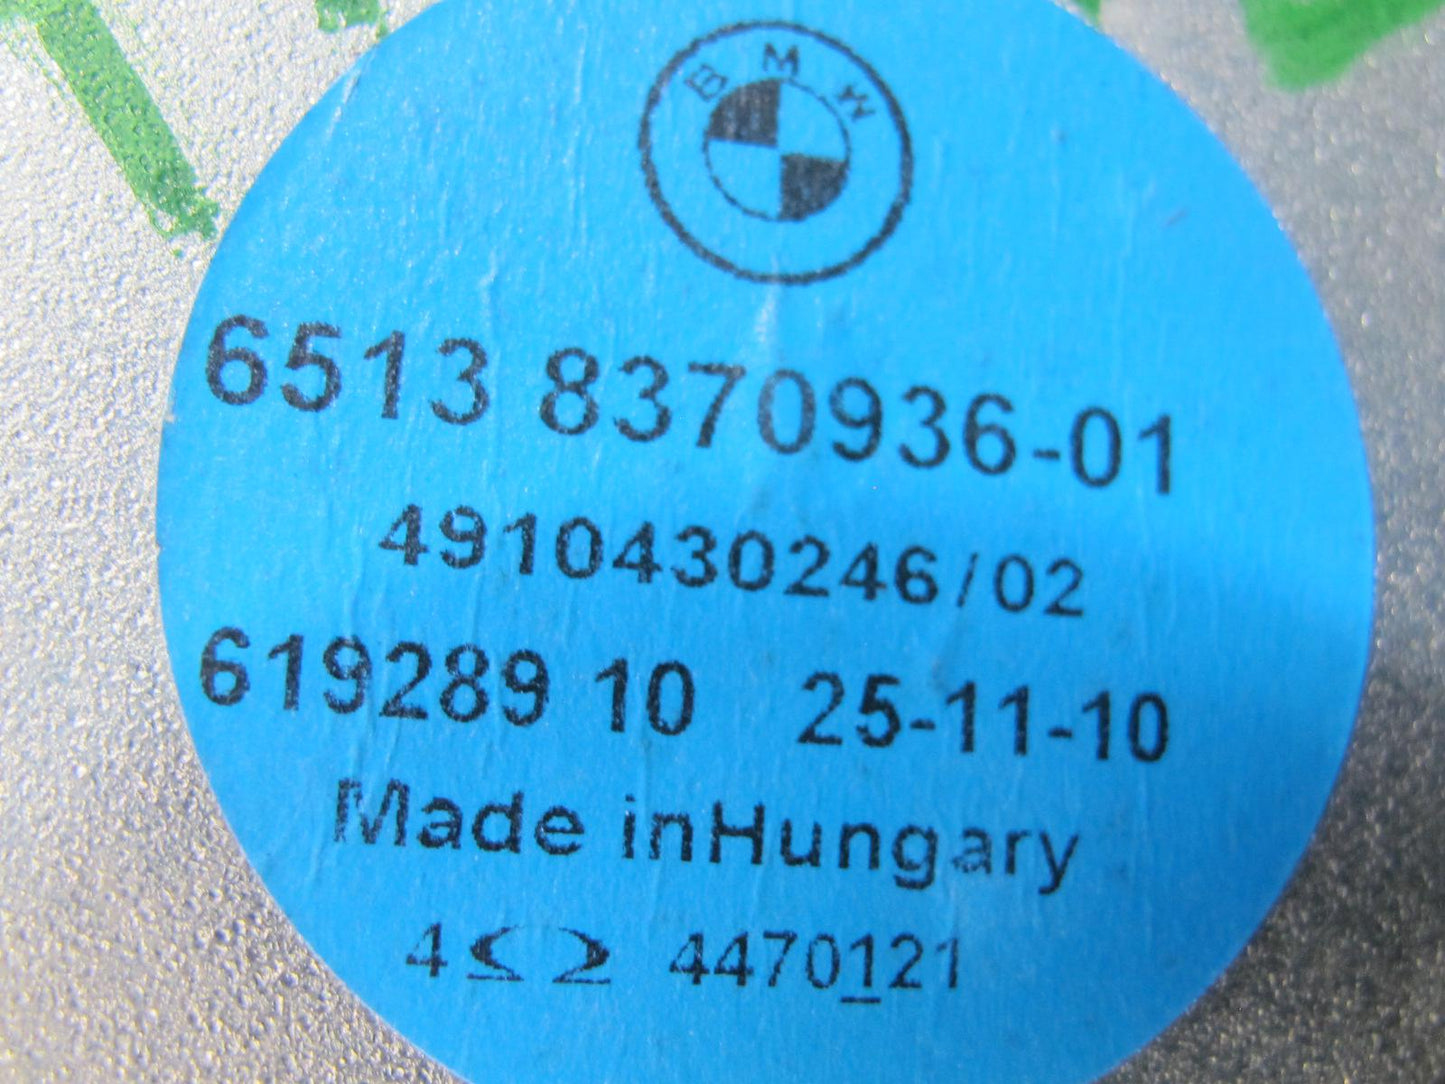 BMW
6513 8370936-01
4910430246/02
619289 10 25-11-10
Made inHungary
4 ≤ ≥ 4470121